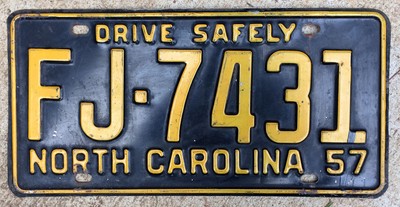 DRIVE SAFELY
FJ-7431
NORTH CAROLINA 57